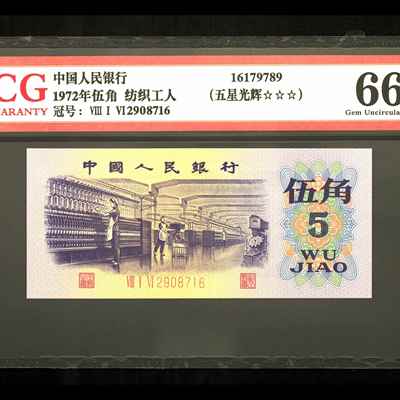 CG
ARANTY
中国人民银行
1972年伍角 纺织工人
冠号：Ⅷ Ⅰ Ⅵ2908716
16179789
(五星光辉☆☆☆)
66
Gem Uncircula
中國人民銀行
伍角
5
WU
JIAO
Ⅷ Ⅰ Ⅵ2908716